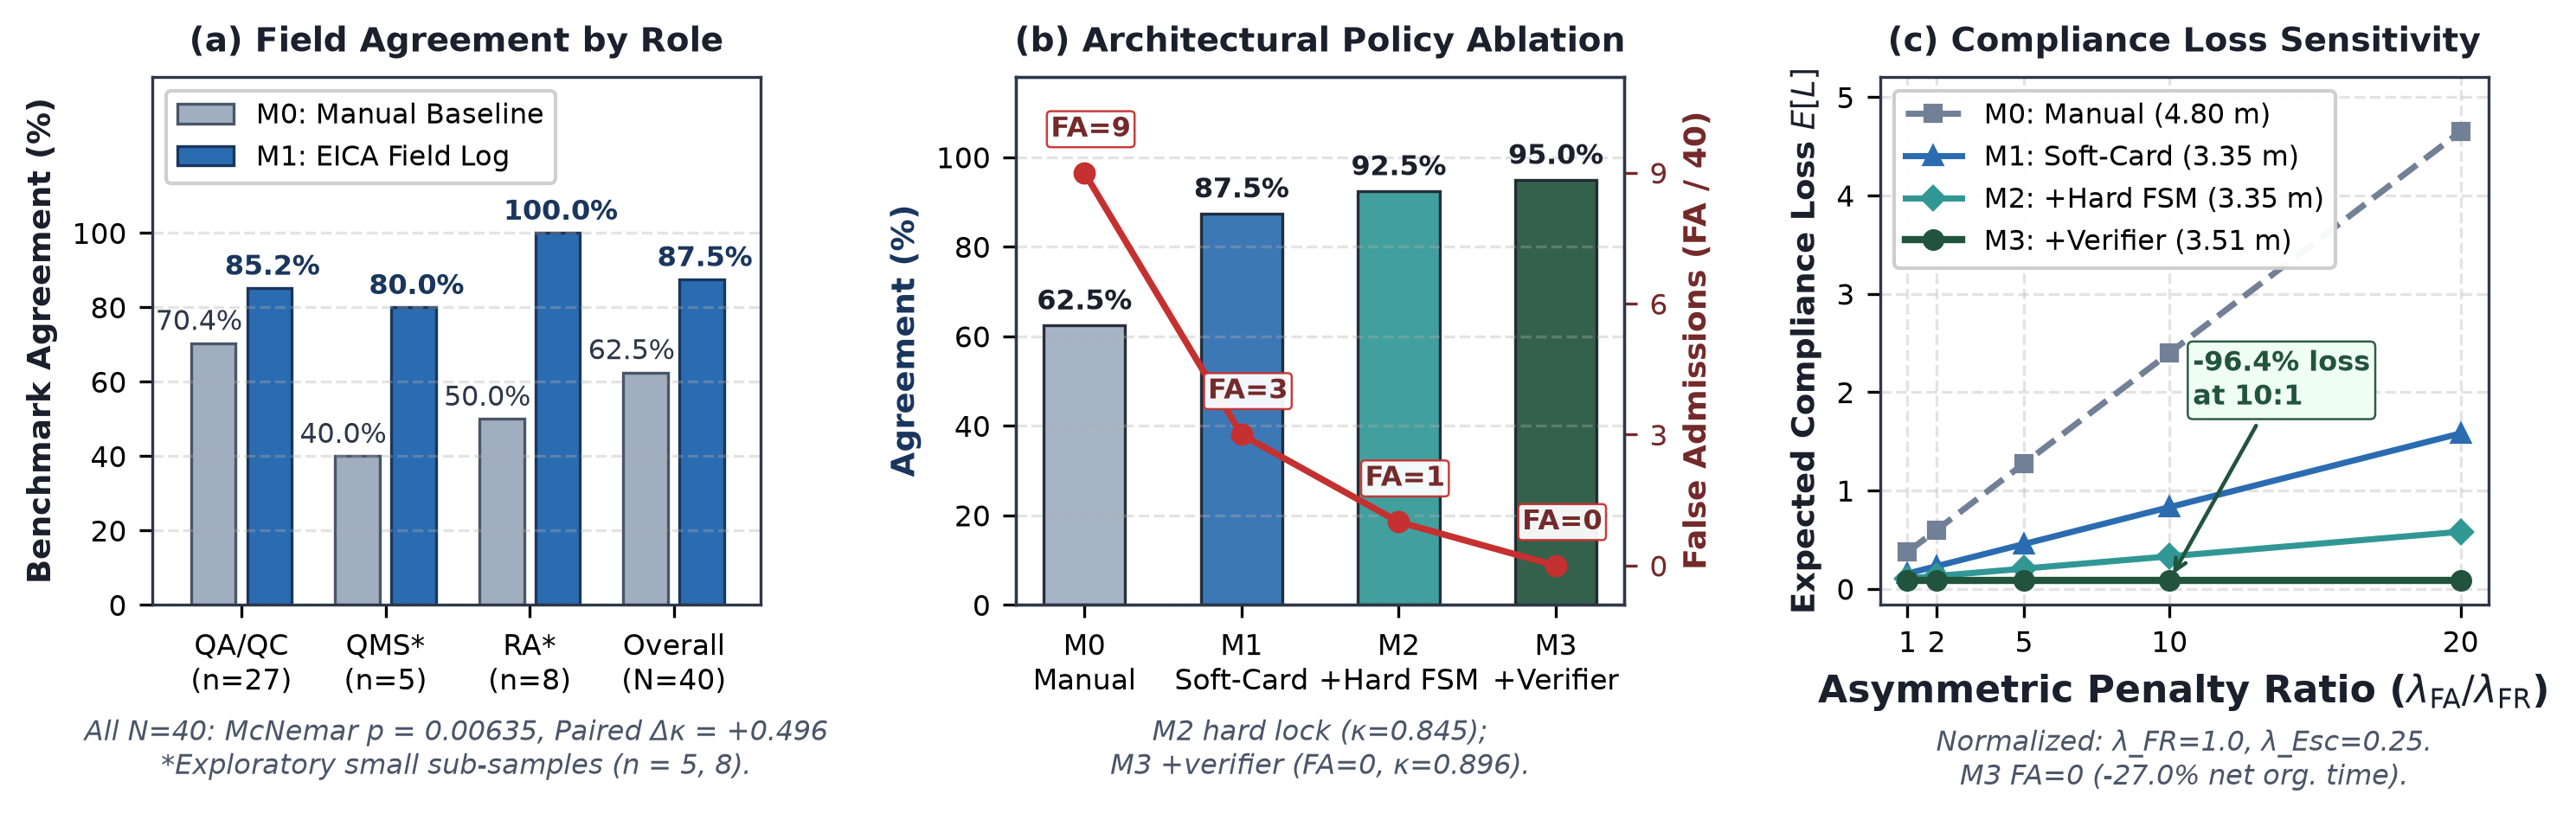 (a) Field Agreement by Role
Benchmark Agreement (%)
M0: Manual Baseline
M1: EICA Field Log
100
80
60
40
20
0
70.4%
85.2%
40.0%
80.0%
50.0%
100.0%
62.5%
87.5%
QA/QC
(n=27)
QMS*
(n=5)
RA*
(n=8)
Overall
(N=40)
All N=40: McNemar p = 0.00635, Paired Δκ = +0.496
*Exploratory small sub-samples (n = 5, 8).
(b) Architectural Policy Ablation
Agreement (%)
100
80
60
40
20
0
62.5%
87.5%
92.5%
95.0%
FA=9
FA=3
FA=1
FA=0
9
6
3
0
False Admissions (FA / 40)
M0
Manual
M1
Soft-Card
M2
+Hard FSM
M3
+Verifier
M2 hard lock (κ=0.845);
M3 +verifier (FA=0, κ=0.896).
(c) Compliance Loss Sensitivity
Expected Compliance Loss E[L]
5
4
3
2
1
0
M0: Manual (4.80 m)
M1: Soft-Card (3.35 m)
M2: +Hard FSM (3.35 m)
M3: +Verifier (3.51 m)
-96.4% loss
at 10:1
1
2
5
10
20
Asymmetric Penalty Ratio (λFA/λFR)
Normalized: λ_FR=1.0, λ_Esc=0.25.
M3 FA=0 (-27.0% net org. time).